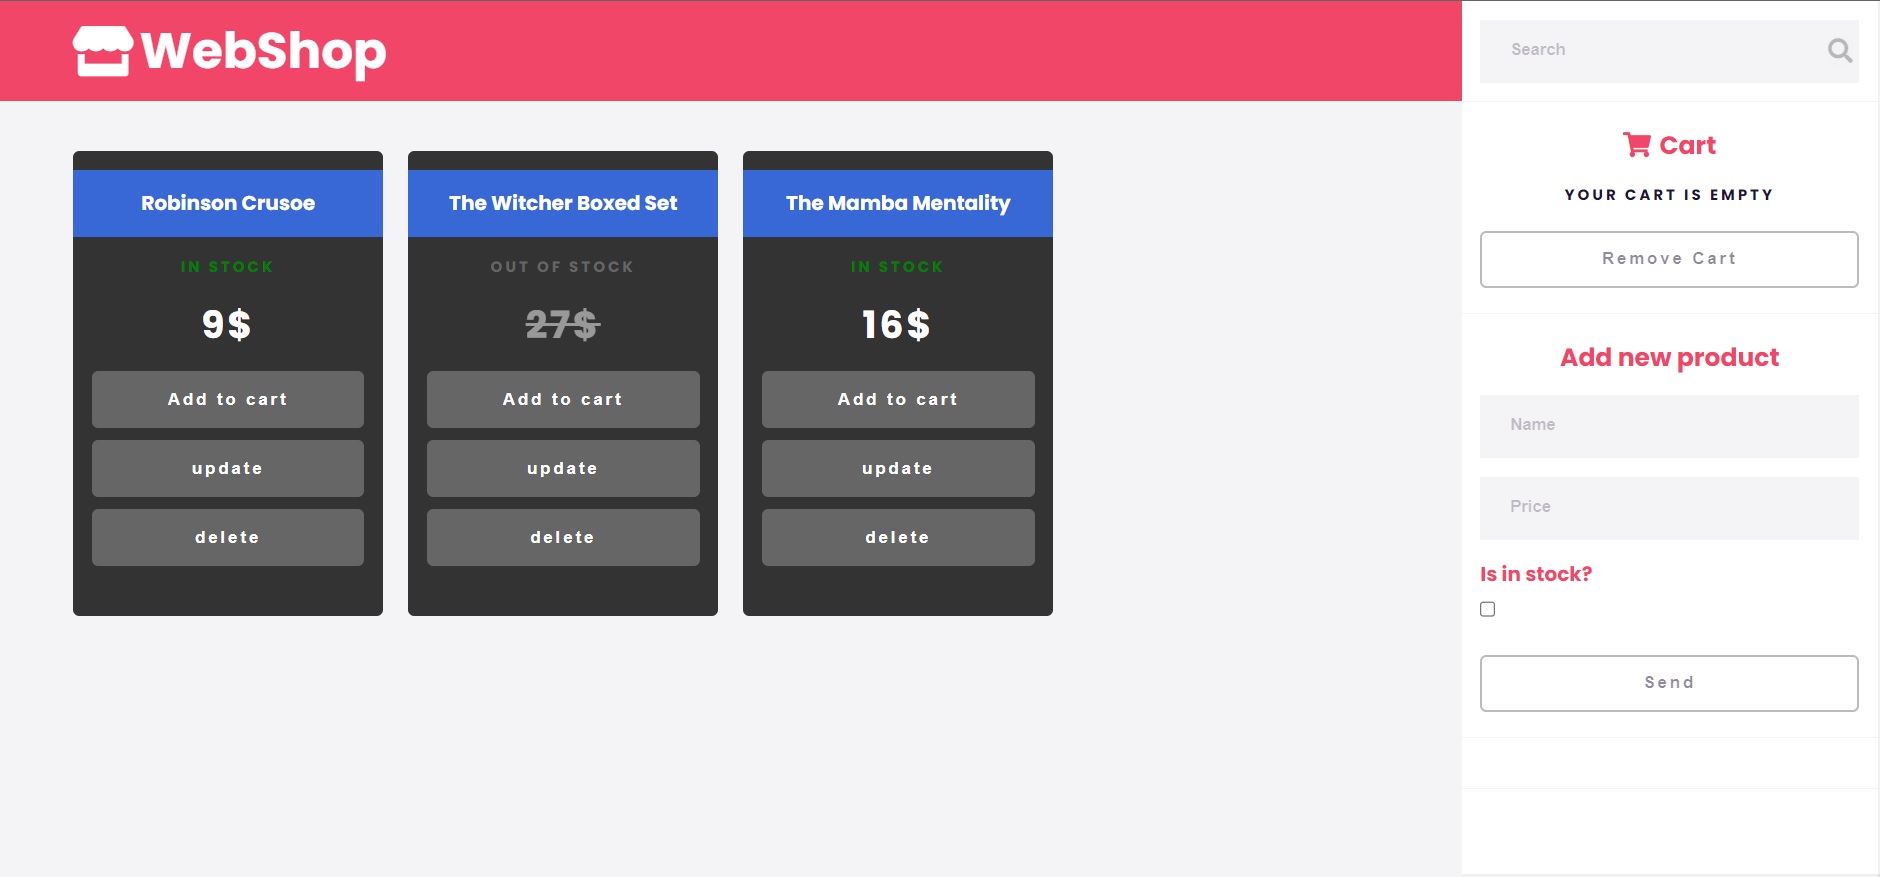 WebShop
Robinson Crusoe
IN STOCK
9$
Add to cart
update
delete
The Witcher Boxed Set
OUT OF STOCK
27$
Add to cart
update
delete
The Mamba Mentality
IN STOCK
16$
Add to cart
update
delete
Search
Cart
YOUR CART IS EMPTY
Remove Cart
Add new product
Name
Price
Is in stock?
Send